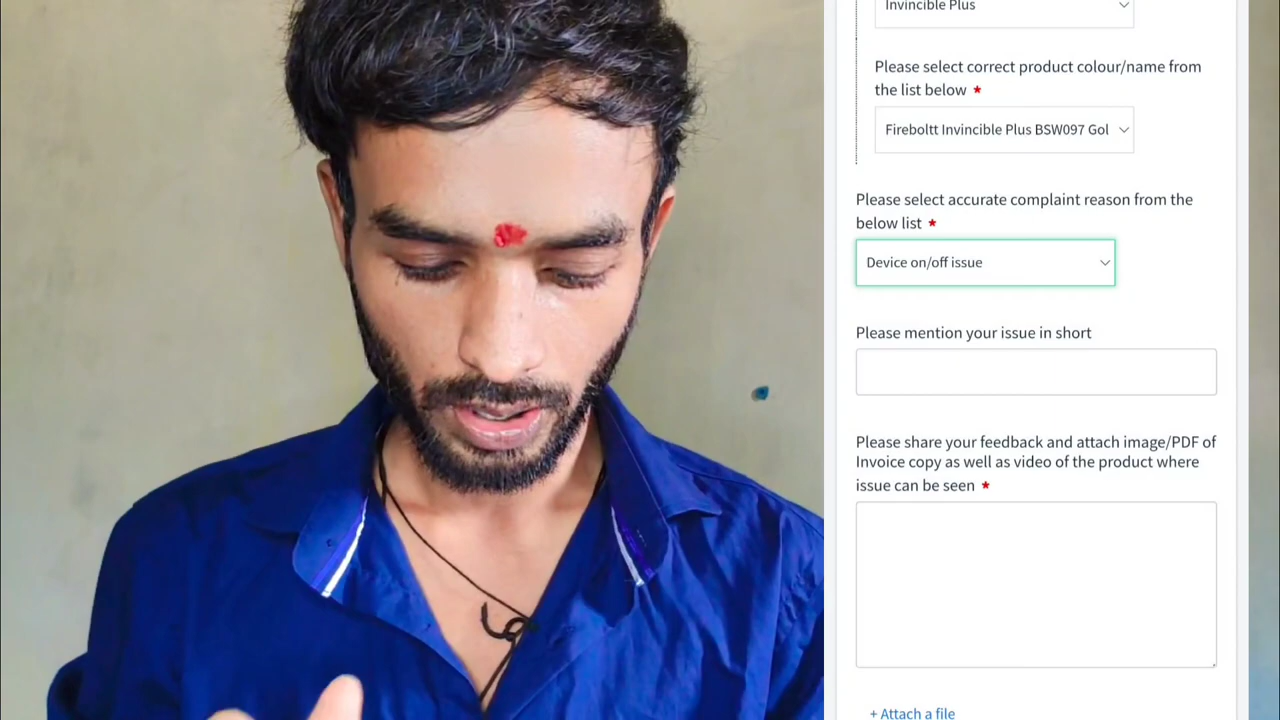 Invincible Plus
Please select correct product colour/name from
the list below *
Fireboltt Invincible Plus BSW097 Gol
Please select accurate complaint reason from the
below list *
Device on/off issue
Please mention your issue in short
Please share your feedback and attach image/PDF of
Invoice copy as well as video of the product where
issue can be seen *
+ Attach a file